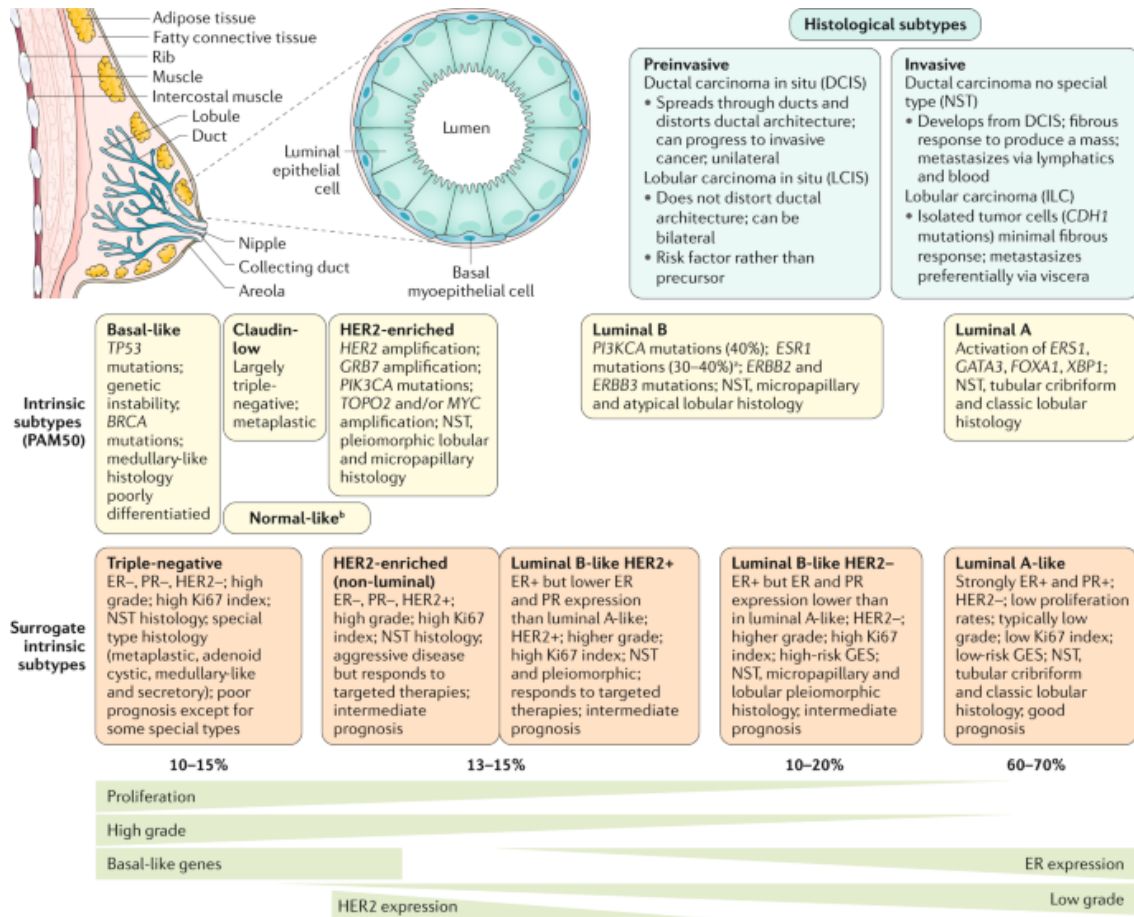 Adipose tissue
Fatty connective tissue
Rib
Muscle
Intercostal muscle
Lobule
Duct
Nipple
Collecting duct
Areola
Lumen
Luminal
epithelial
cell
Basal
myoepithelial cell
Histological subtypes
Preinvasive
Ductal carcinoma in situ (DCIS)
• Spreads through ducts and
distorts ductal architecture;
can progress to invasive
cancer; unilateral
Lobular carcinoma in situ (LCIS)
• Does not distort ductal
architecture; can be
bilateral
• Risk factor rather than
precursor
Invasive
Ductal carcinoma no special
type (NST)
• Develops from DCIS; fibrous
response to produce a mass;
metastasizes via lymphatics
and blood
Lobular carcinoma (ILC)
• Isolated tumor cells (CDH1
mutations) minimal fibrous
response; metastasizes
preferentially via viscera
Intrinsic
subtypes
(PAM50)
Basal-like
TP53
mutations;
genetic
instability;
BRCA
mutations;
medullary-like
histology
poorly
differentiatied
Claudin-
low
Largely
triple-
negative;
metaplastic
HER2-enriched
HER2 amplification;
GRB7 amplification;
PIK3CA mutations;
TOPO2 and/or MYC
amplification; NST,
pleiomorphic lobular
and micropapillary
histology
Normal-likeᵇ
Luminal B
PI3KCA mutations (40%); ESR1
mutations (30–40%)ᵃ; ERBB2 and
ERBB3 mutations; NST, micropapillary
and atypical lobular histology
Luminal A
Activation of ERS1,
GATA3, FOXA1, XBP1;
NST, tubular cribriform
and classic lobular
histology
Surrogate
intrinsic
subtypes
Triple-negative
ER–, PR–, HER2–; high
grade; high Ki67 index;
NST histology; special
type histology
(metaplastic, adenoid
cystic, medullary-like
and secretory); poor
prognosis except for
some special types
HER2-enriched
(non-luminal)
ER–, PR–, HER2+;
high grade; high Ki67
index; NST histology;
aggressive disease
but responds to
targeted therapies;
intermediate
prognosis
Luminal B-like HER2+
ER+ but lower ER
and PR expression
than luminal A-like;
HER2+; higher grade;
high Ki67 index; NST
and pleiomorphic;
responds to targeted
therapies; intermediate
prognosis
Luminal B-like HER2–
ER+ but ER and PR
expression lower than
in luminal A-like; HER2–;
higher grade; high Ki67
index; high-risk GES;
NST, micropapillary and
lobular pleiomorphic
histology; intermediate
prognosis
Luminal A-like
Strongly ER+ and PR+;
HER2–; low proliferation
rates; typically low
grade; low Ki67 index;
low-risk GES; NST,
tubular cribriform
and classic lobular
histology; good
prognosis
10–15%
13–15%
10–20%
60–70%
Proliferation
High grade
Basal-like genes
ER expression
Low grade
HER2 expression